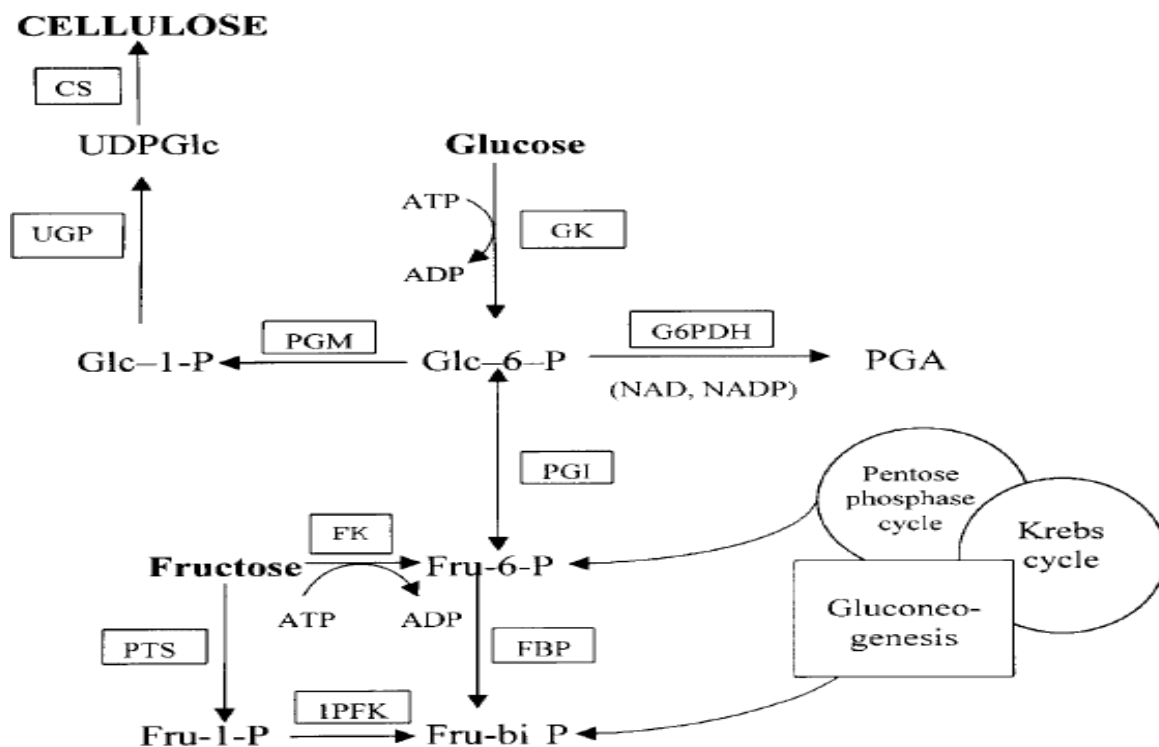 CELLULOSE
CS
UDPGlc
Glucose
ATP
UGP
GK
ADP
PGM
G6PDH
Glc–1-P
Glc–6–P
PGA
(NAD, NADP)
PGI
Pentose
phosphase
cycle
Krebs
cycle
FK
Fructose
Fru-6-P
ATP
ADP
Gluconeo-
genesis
PTS
FBP
1PFK
Fru-1-P
Fru-bi P